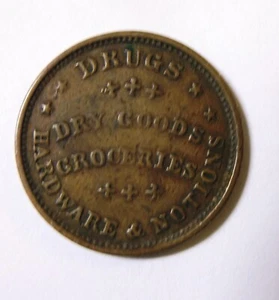 DRUGS
DRY GOODS
GROCERIES
HARDWARE & NOTIONS